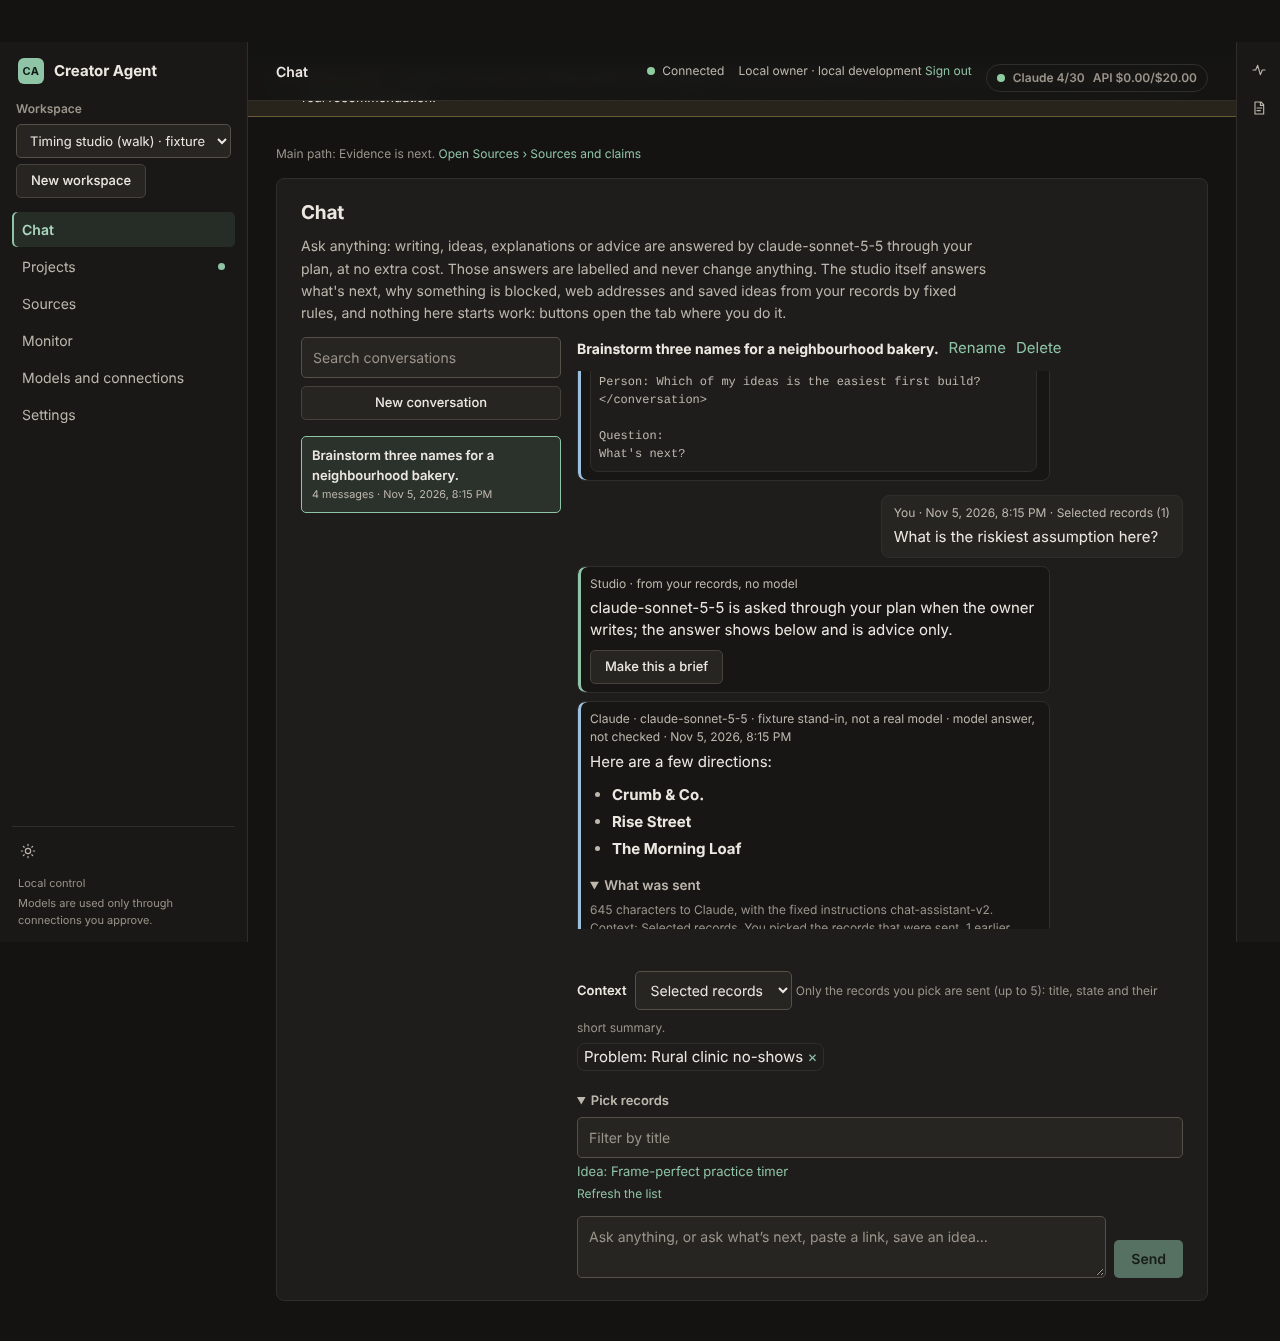 CA Creator Agent
Workspace
Timing studio (walk) · fixture
New workspace
Chat
Projects
Sources
Monitor
Models and connections
Settings
Local control
Models are used only through
connections you approve.
Chat
Connected Local owner · local development Sign out
Claude 4/30 API $0.00/$20.00
Main path: Evidence is next. Open Sources › Sources and claims
Chat
Ask anything: writing, ideas, explanations or advice are answered by claude-sonnet-5-5 through your
plan, at no extra cost. Those answers are labelled and never change anything. The studio itself answers
what's next, why something is blocked, web addresses and saved ideas from your records by fixed
rules, and nothing here starts work: buttons open the tab where you do it.
Search conversations
New conversation
Brainstorm three names for a
neighbourhood bakery.
4 messages · Nov 5, 2026, 8:15 PM
Brainstorm three names for a neighbourhood bakery. Rename Delete
Person: Which of my ideas is the easiest first build?
</conversation>
Question:
What's next?
You · Nov 5, 2026, 8:15 PM · Selected records (1)
What is the riskiest assumption here?
Studio · from your records, no model
claude-sonnet-5-5 is asked through your plan when the owner
writes; the answer shows below and is advice only.
Make this a brief
Claude · claude-sonnet-5-5 · fixture stand-in, not a real model · model answer,
not checked · Nov 5, 2026, 8:15 PM
Here are a few directions:
• Crumb & Co.
• Rise Street
• The Morning Loaf
▼ What was sent
645 characters to Claude, with the fixed instructions chat-assistant-v2.
Context: Selected records. You picked the records that were sent. 1 earlier
Context Selected records Only the records you pick are sent (up to 5): title, state and their
short summary.
Problem: Rural clinic no-shows ×
▼ Pick records
Filter by title
Idea: Frame-perfect practice timer
Refresh the list
Ask anything, or ask what's next, paste a link, save an idea...
Send